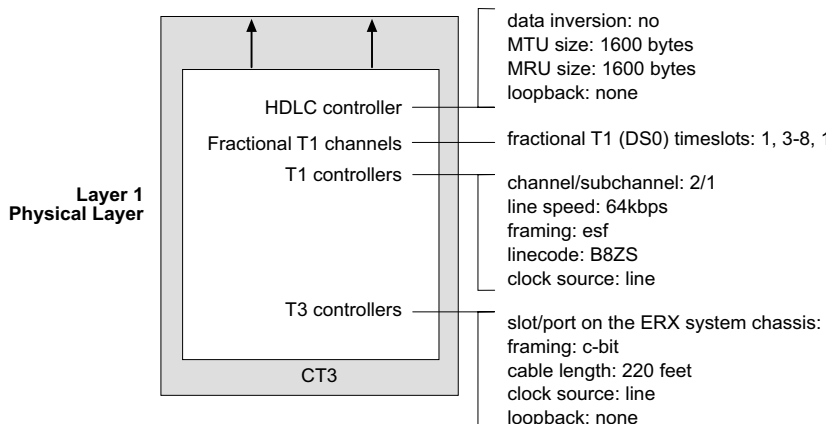 data inversion: no
MTU size: 1600 bytes
MRU size: 1600 bytes
loopback: none
HDLC controller
Fractional T1 channels
fractional T1 (DS0) timeslots: 1, 3-8, 1
T1 controllers
channel/subchannel: 2/1
line speed: 64kbps
framing: esf
linecode: B8ZS
clock source: line
Layer 1
Physical Layer
T3 controllers
slot/port on the ERX system chassis:
framing: c-bit
cable length: 220 feet
clock source: line
loopback: none
CT3